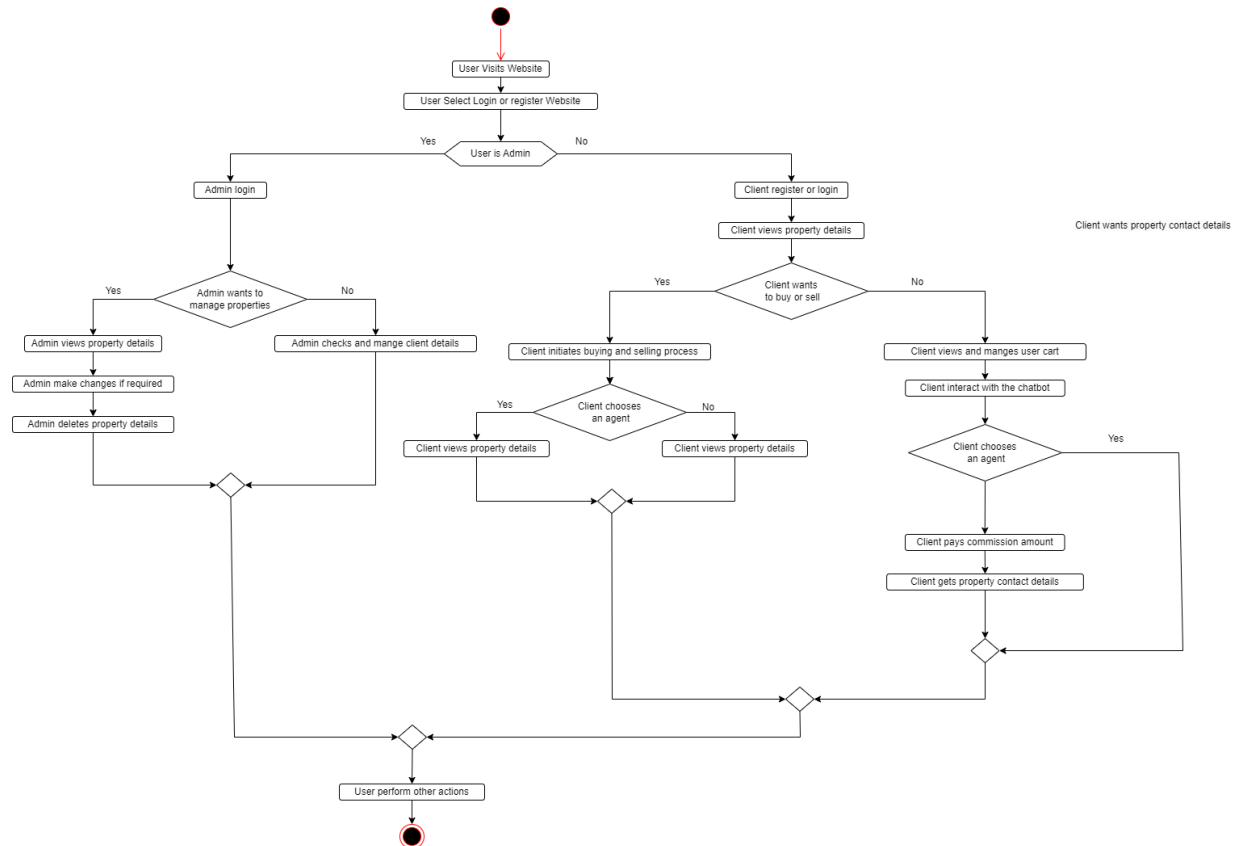 User Visits Website
User Select Login or register Website
Yes
User is Admin
No
Admin login
Client register or login
Client views property details
Client wants property contact details
Admin wants to
manage properties
Yes
No
Client wants
to buy or sell
Yes
No
Admin views property details
Admin checks and mange client details
Client initiates buying and selling process
Client views and manges user cart
Admin make changes if required
Client interact with the chatbot
Yes
Client chooses
an agent
No
Admin deletes property details
Client views property details
Client views property details
Client chooses
an agent
Yes
Client pays commission amount
Client gets property contact details
User perform other actions